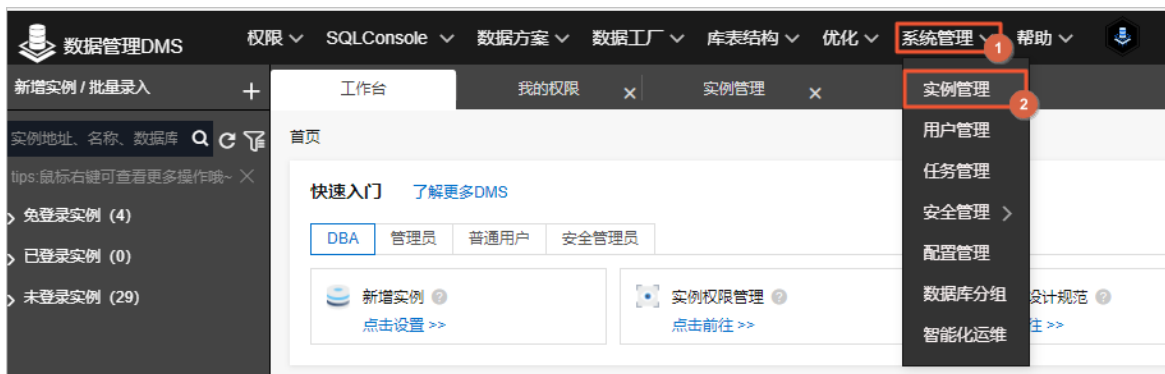 数据管理DMS 权限 SQLConsole 数据方案 数据工厂 库表结构 优化 系统管理 1 帮助
新增实例 / 批量录入 + 工作台 我的权限 × 实例管理 × 实例管理 2
实例地址、名称、数据库 首页 用户管理
tips:鼠标右键可查看更多操作哦~ × 任务管理
快速入门 了解更多DMS
免登录实例 (4) 安全管理 >
DBA 管理员 普通用户 安全管理员
已登录实例 (0) 配置管理
未登录实例 (29) 新增实例 实例权限管理 数据库分组 设计规范
点击设置 >> 点击前往 >> 智能化运维 往 >>